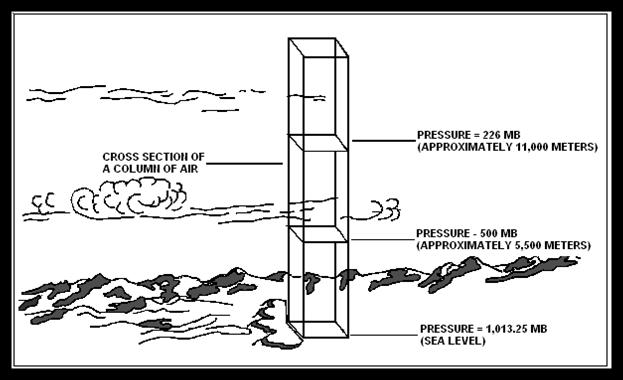 PRESSURE = 226 MB
(APPROXIMATELY 11,000 METERS)
CROSS SECTION OF
A COLUMN OF AIR
PRESSURE - 500 MB
(APPROXIMATELY 5,500 METERS)
PRESSURE = 1,013.25 MB
(SEA LEVEL)